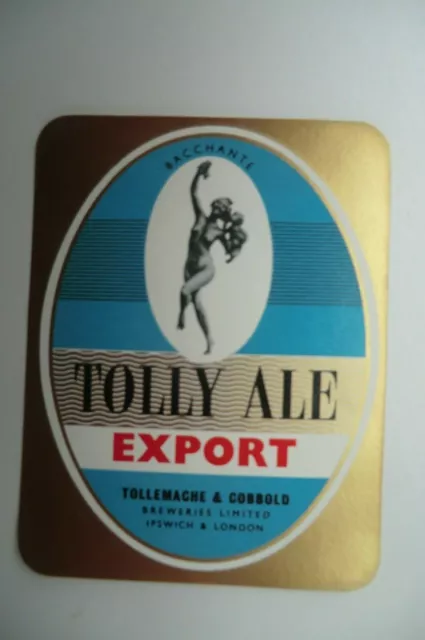 BACCHANTE
TOLLY ALE
EXPORT
TOLLEMACHE & COBBOLD
BREWERIES LIMITED
IPSWICH & LONDON